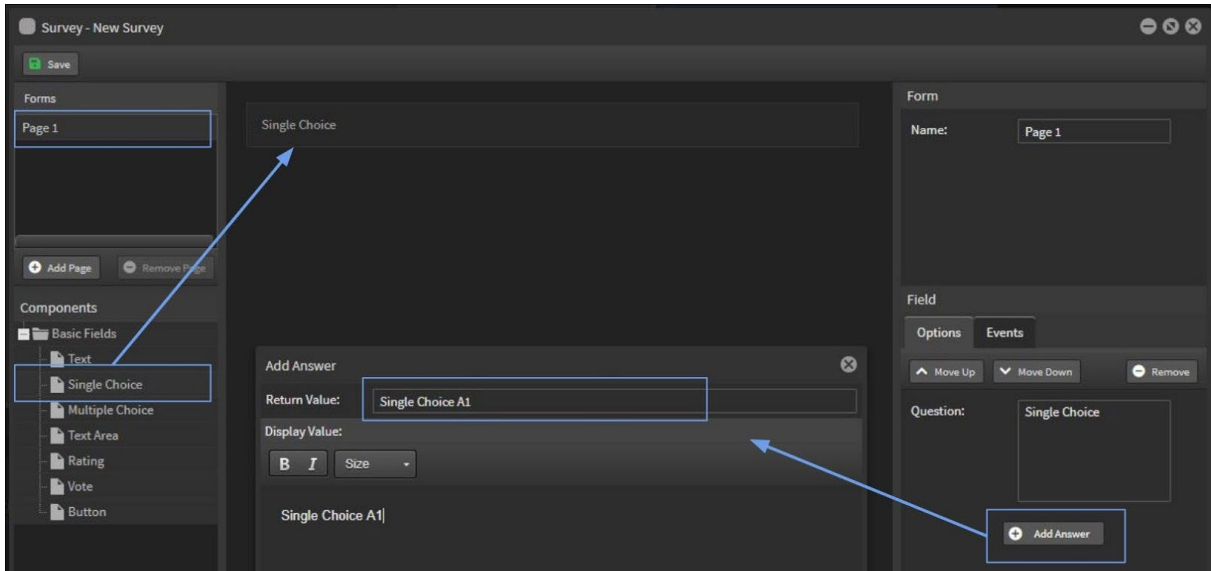 Survey - New Survey
Save
Forms
Page 1
Add Page
Remove Page
Components
Basic Fields
Text
Single Choice
Multiple Choice
Text Area
Rating
Vote
Button
Single Choice
Add Answer
Return Value:
Single Choice A1
Display Value:
B I Size
Single Choice A1
Form
Name:
Page 1
Field
Options Events
Move Up Move Down Remove
Question:
Single Choice
Add Answer